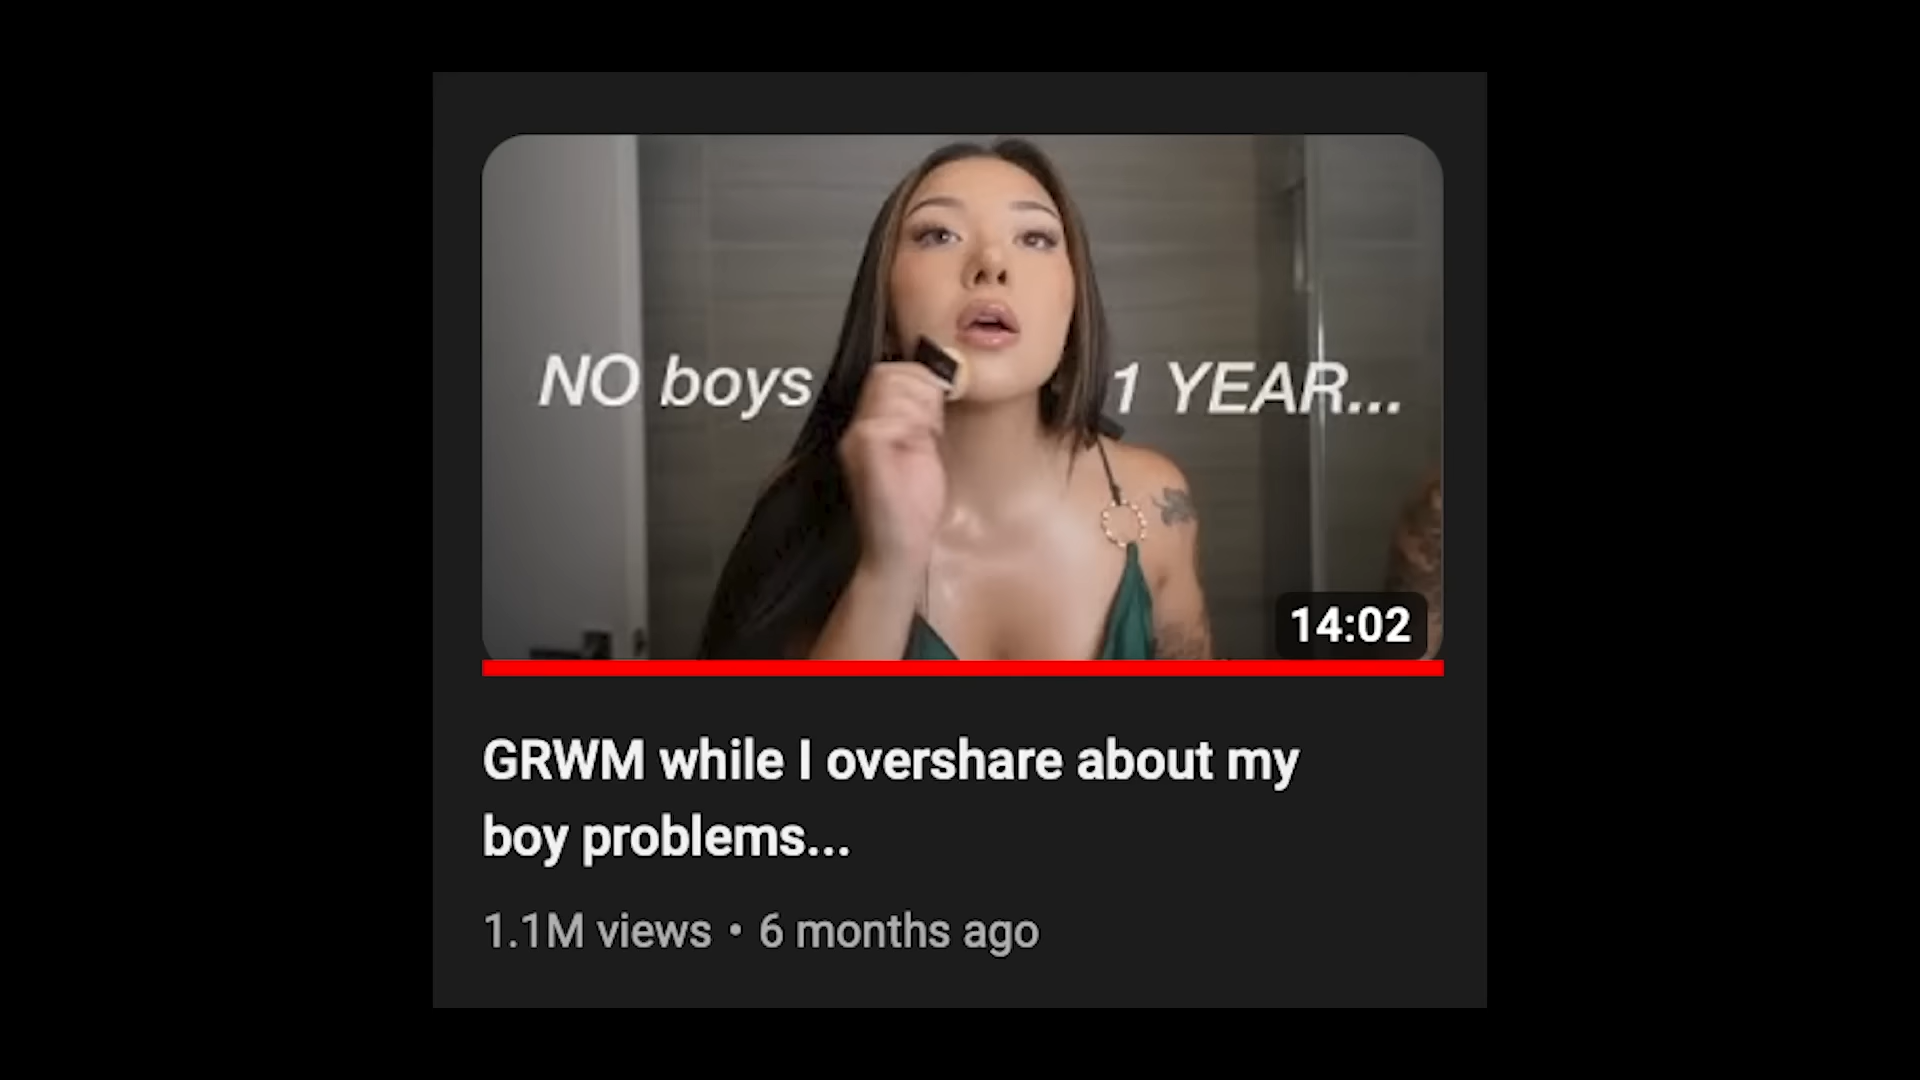 NO boys 1 YEAR...
14:02
GRWM while I overshare about my
boy problems...
1.1M views • 6 months ago